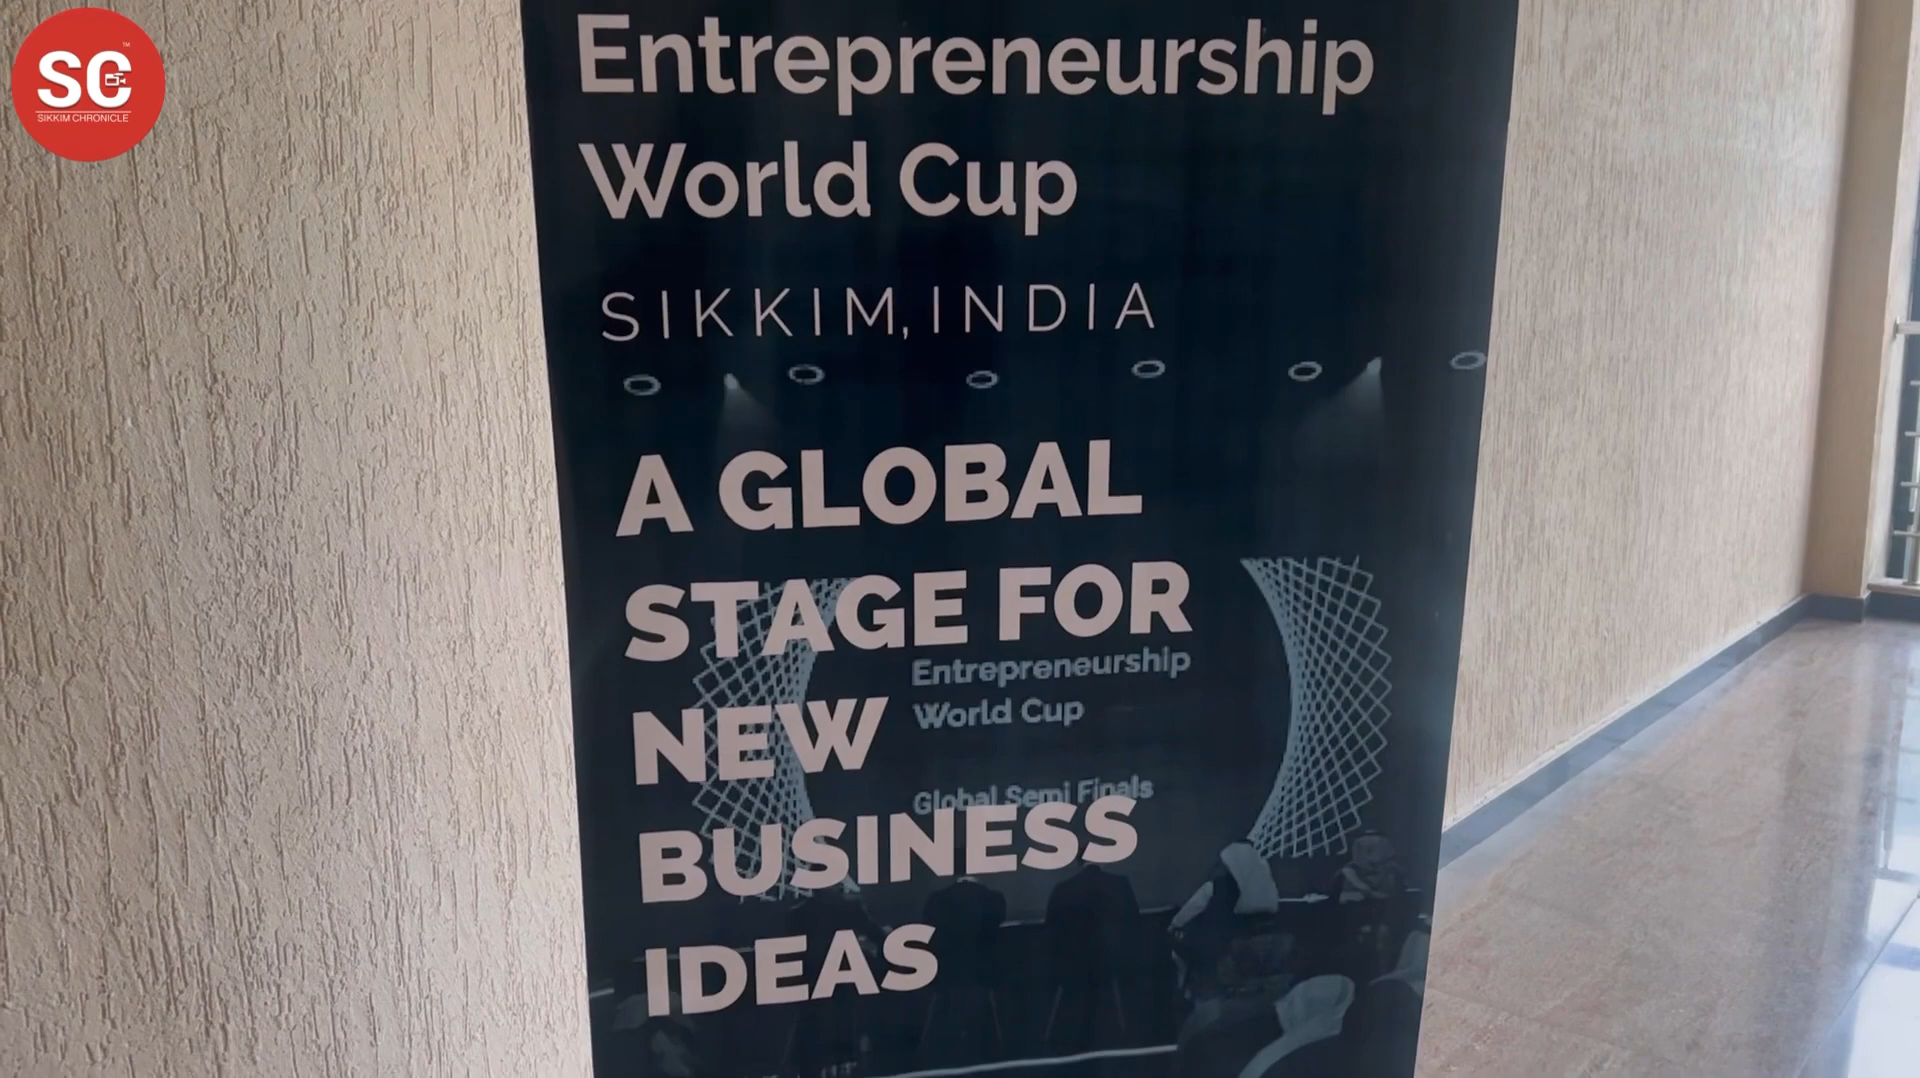 SC
TM
SIKKIM CHRONICLE
Entrepreneurship
World Cup
SIKKIM, INDIA
A GLOBAL
STAGE FOR
NEW
BUSINESS
IDEAS
Entrepreneurship
World Cup
Global Semi Finals